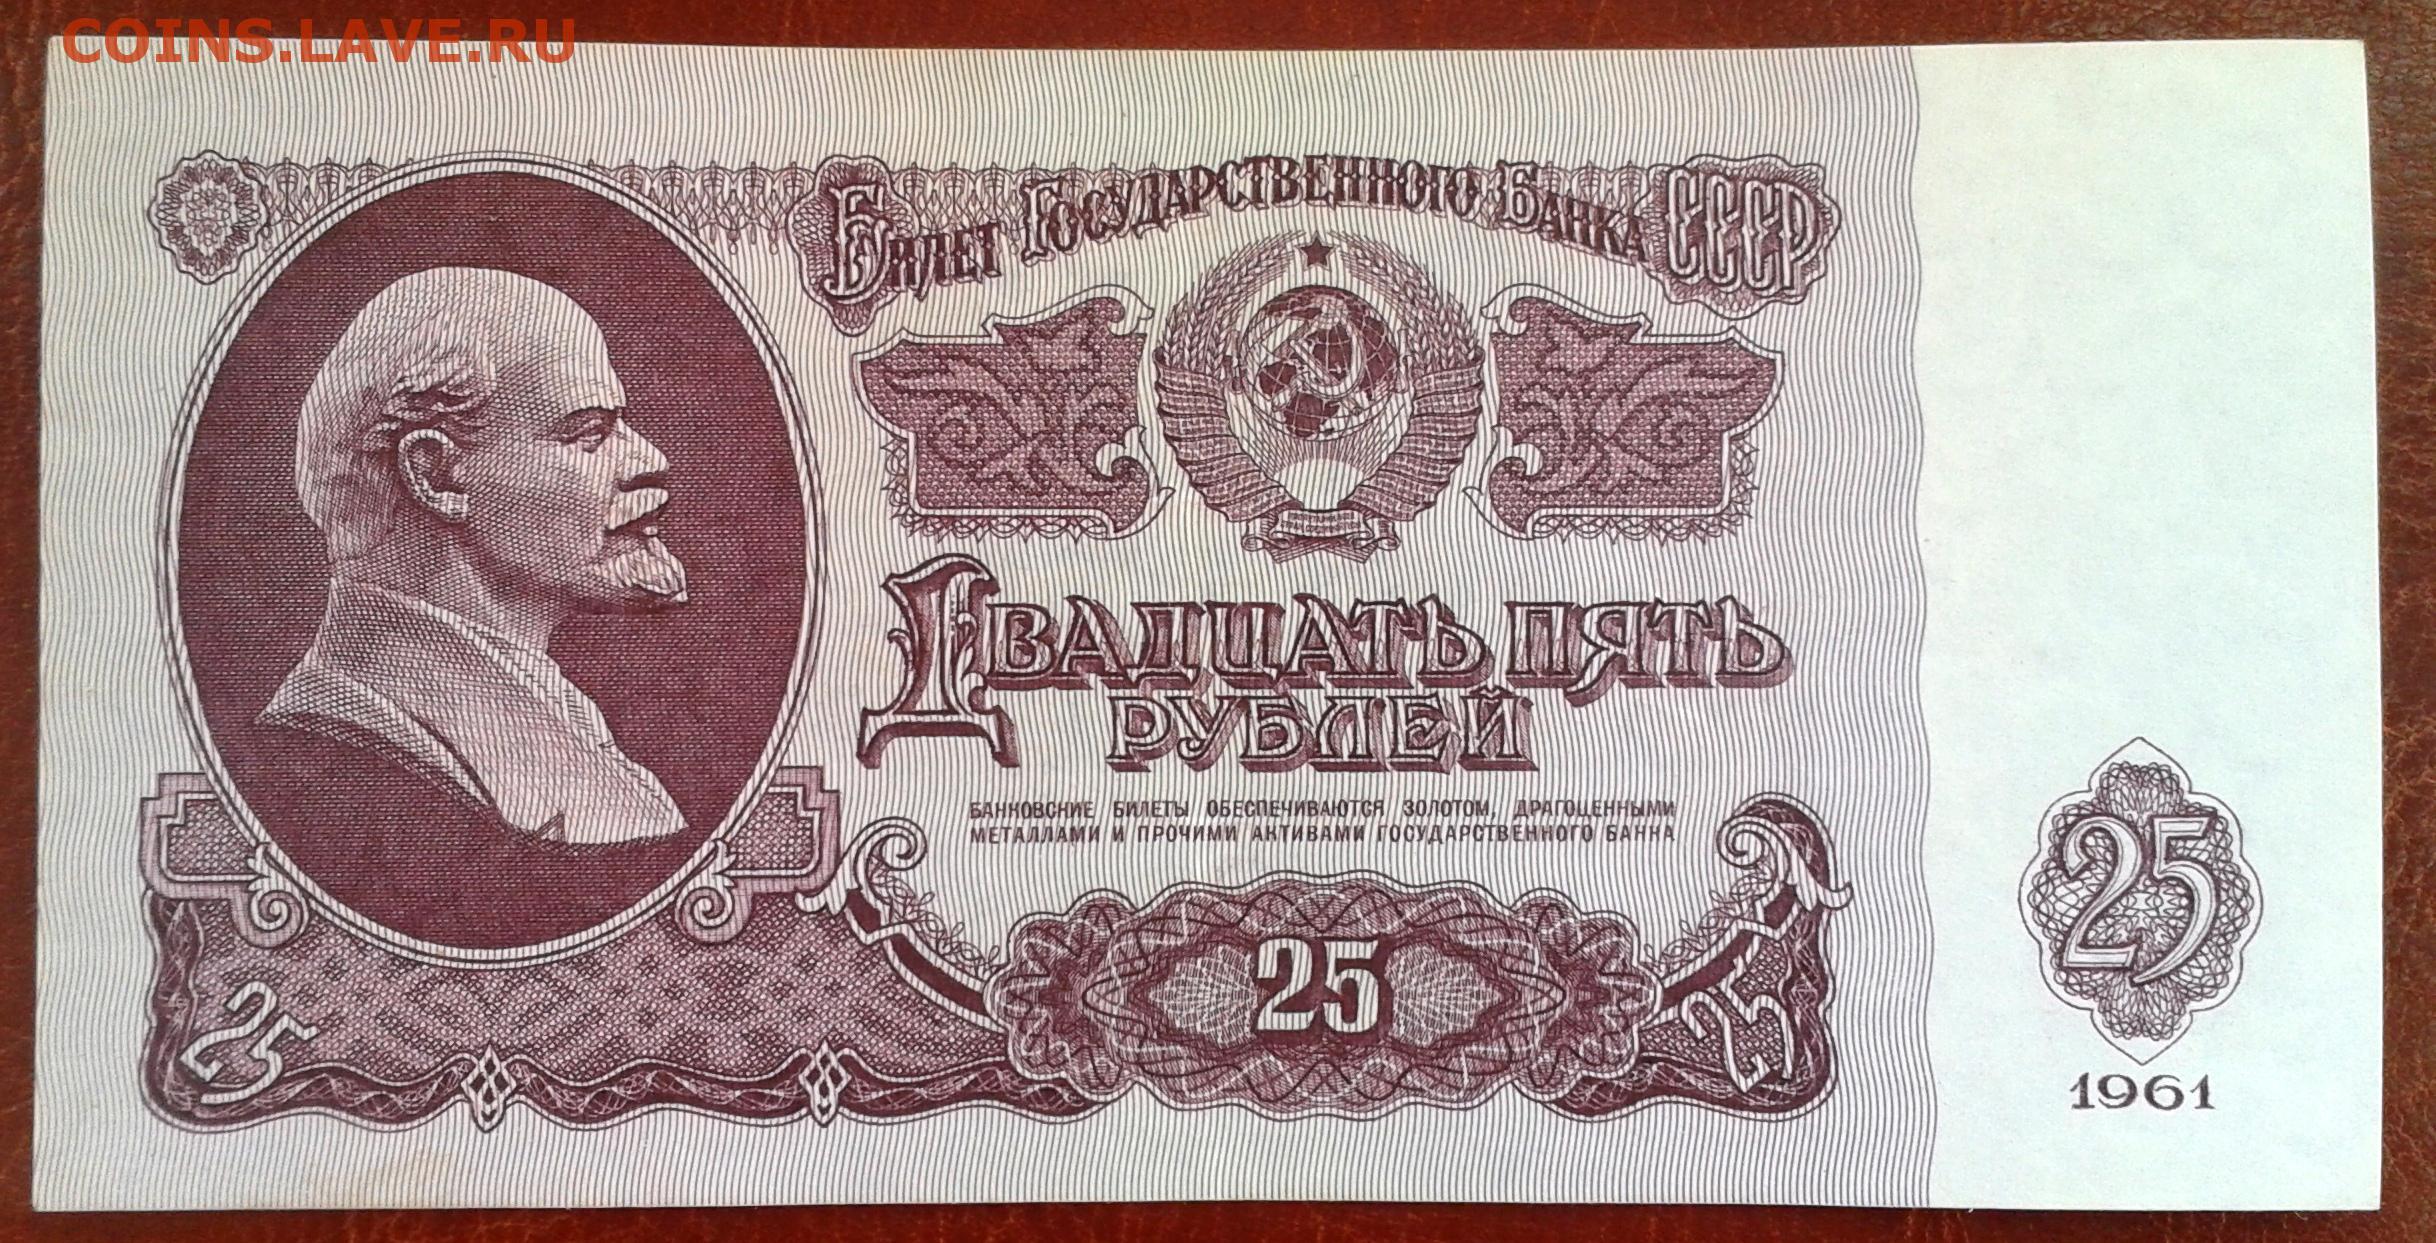 COINS.LAVE.RU
Билет Государственного Банка СССР
Двадцать пять
рублей
БАНКОВСКИЕ БИЛЕТЫ ОБЕСПЕЧИВАЮТСЯ ЗОЛОТОМ, ДРАГОЦЕННЫМИ
МЕТАЛЛАМИ И ПРОЧИМИ АКТИВАМИ ГОСУДАРСТВЕННОГО БАНКА
25
25
25
25
1961